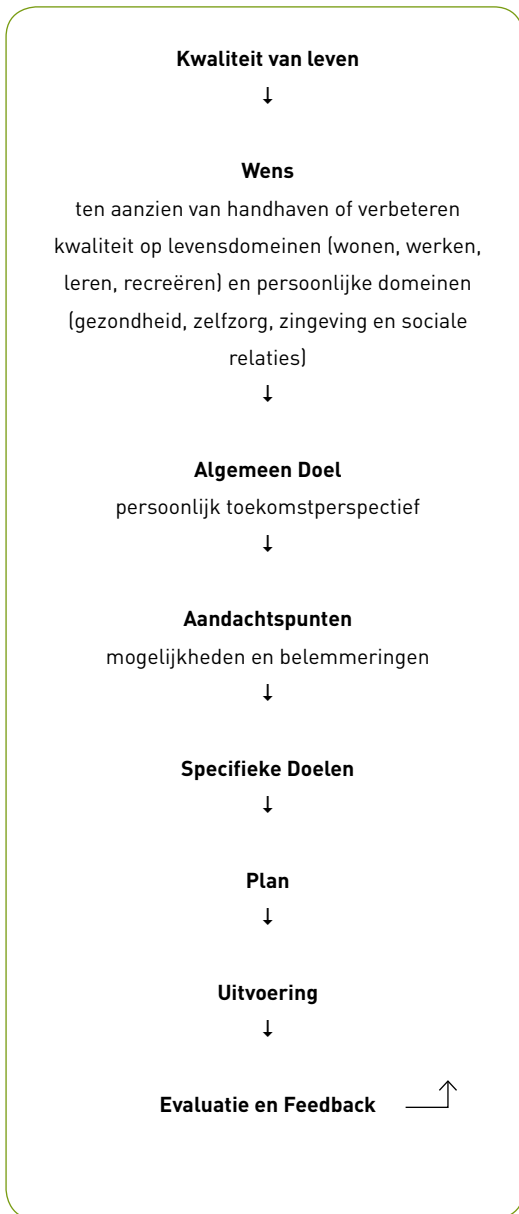 Kwaliteit van leven
↓
Wens
ten aanzien van handhaven of verbeteren
kwaliteit op levensdomeinen (wonen, werken,
leren, recreëren) en persoonlijke domeinen
(gezondheid, zelfzorg, zingeving en sociale
relaties)
↓
Algemeen Doel
persoonlijk toekomstperspectief
↓
Aandachtspunten
mogelijkheden en belemmeringen
↓
Specifieke Doelen
↓
Plan
↓
Uitvoering
↓
Evaluatie en Feedback